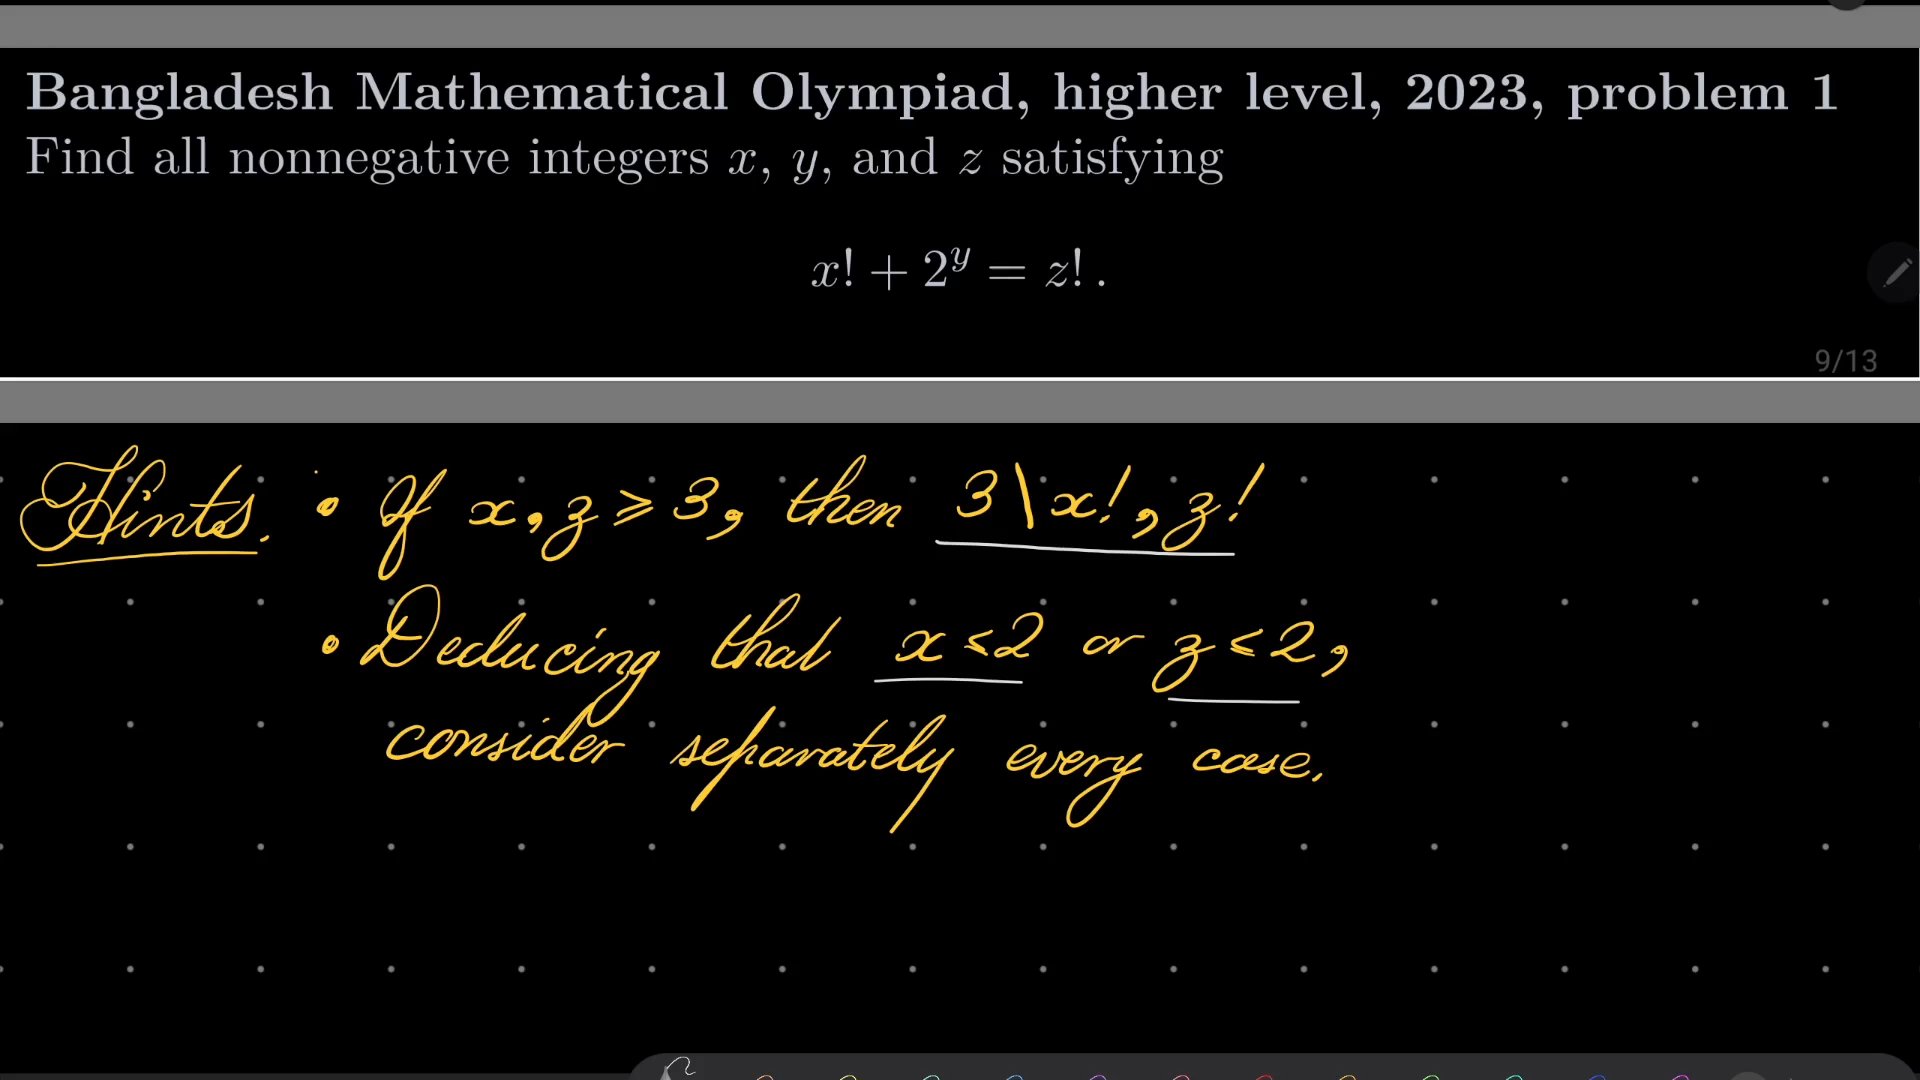 Bangladesh Mathematical Olympiad, higher level, 2023, problem 1
Find all nonnegative integers x, y, and z satisfying
x! + 2^y = z! .
9/13
Hints. • If x, z ⩾ 3, then 3 \ x!, z!
• Deducing that x ⩽ 2 or z ⩽ 2,
consider separately every case.